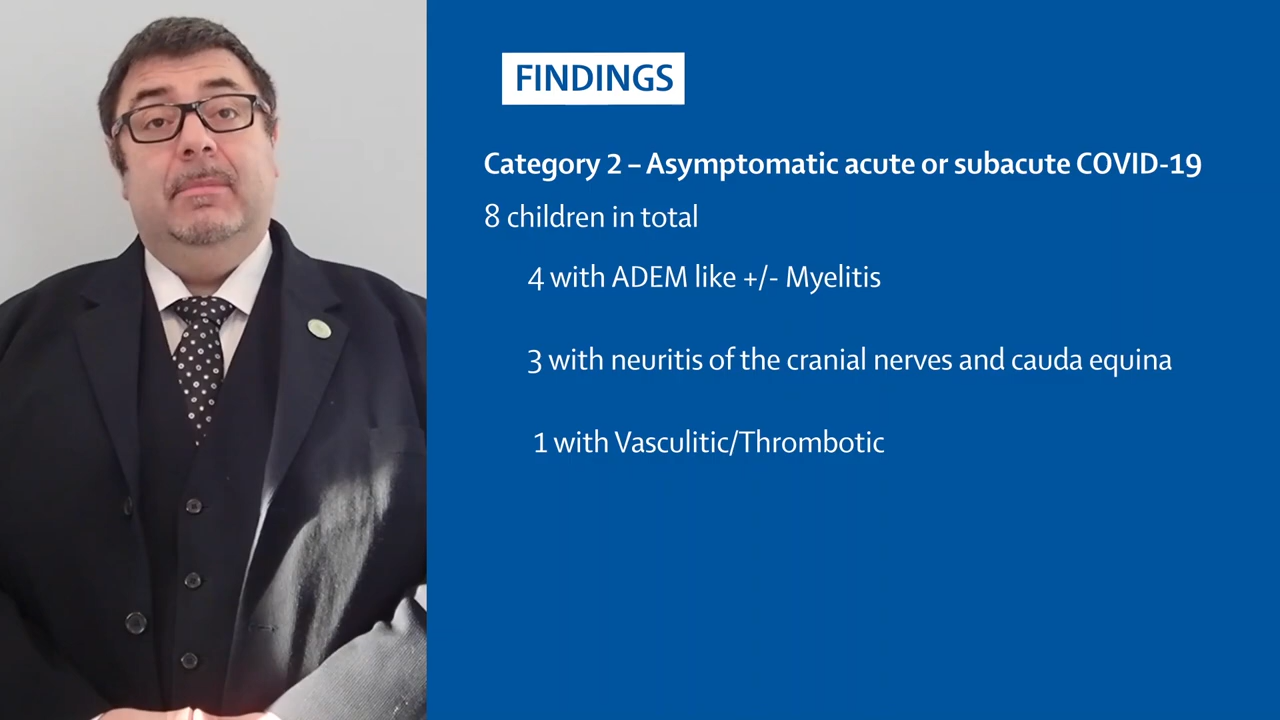 FINDINGS
Category 2 – Asymptomatic acute or subacute COVID-19
8 children in total
4 with ADEM like +/- Myelitis
3 with neuritis of the cranial nerves and cauda equina
1 with Vasculitic/Thrombotic